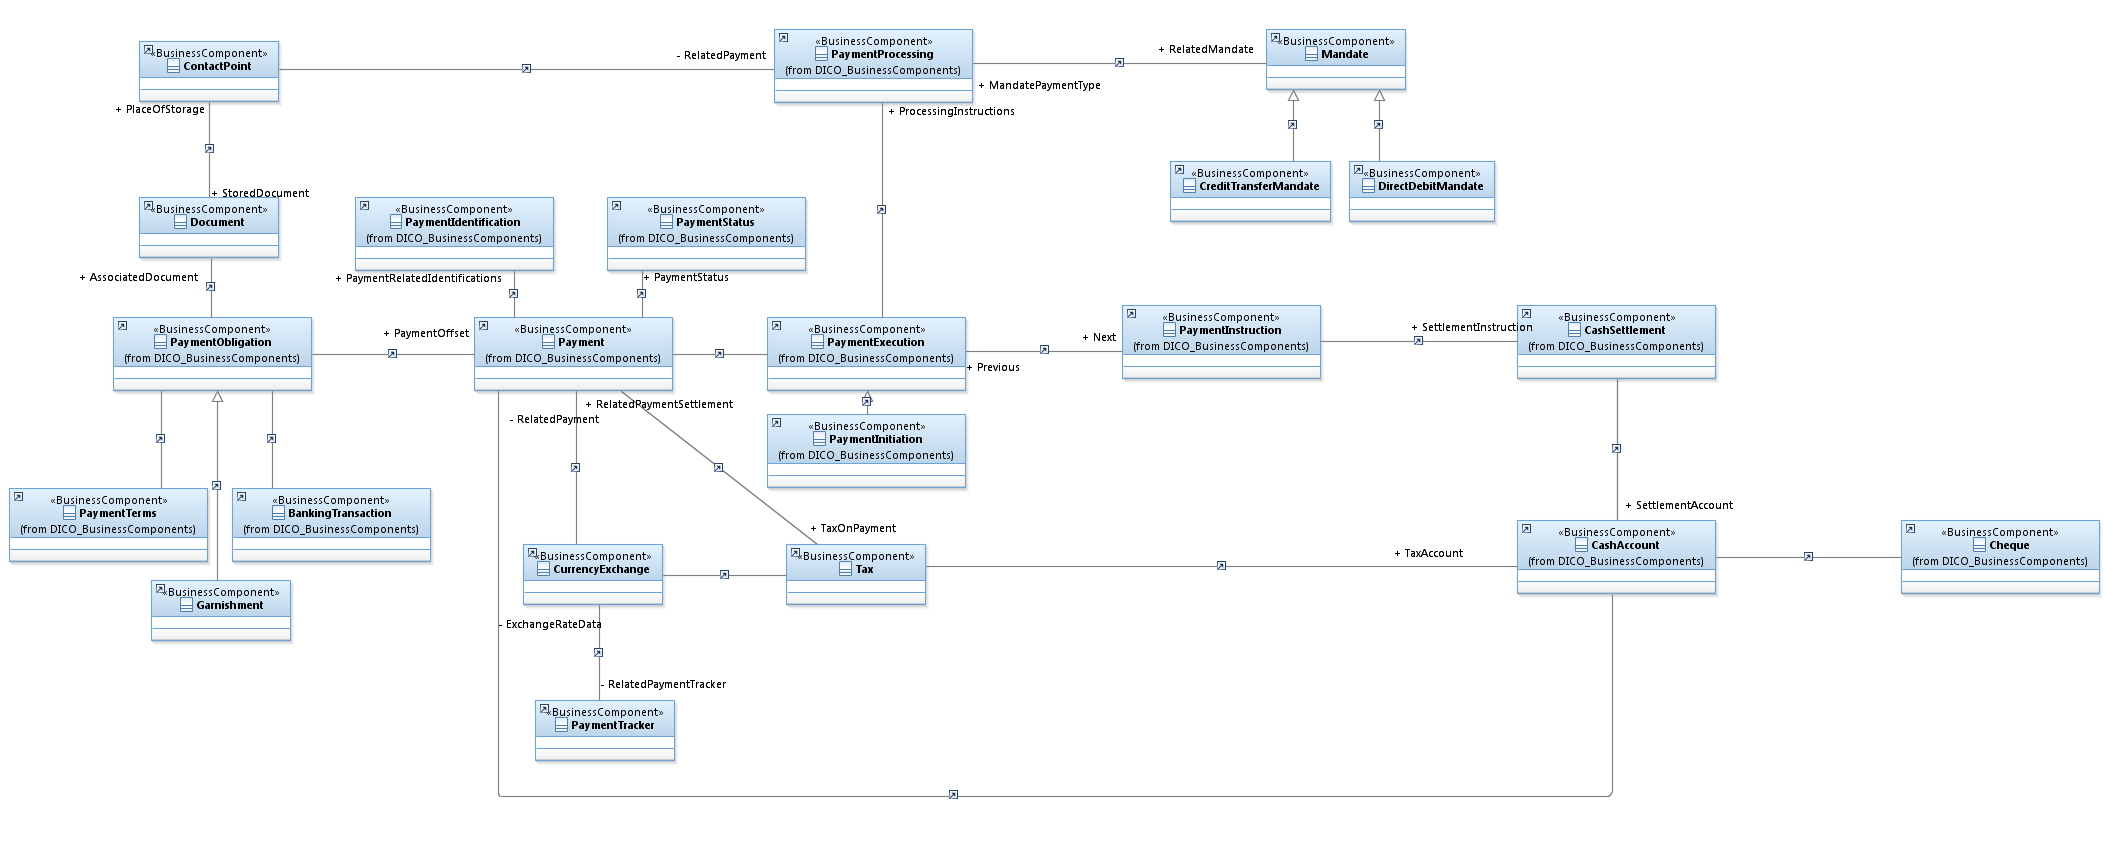 «BusinessComponent»
ContactPoint
- RelatedPayment
«BusinessComponent»
PaymentProcessing
(from DICO_BusinessComponents)
+ RelatedMandate
«BusinessComponent»
Mandate
+ MandatePaymentType
+ PlaceOfStorage
+ ProcessingInstructions
«BusinessComponent»
CreditTransferMandate
«BusinessComponent»
DirectDebitMandate
+ StoredDocument
«BusinessComponent»
Document
«BusinessComponent»
PaymentIdentification
(from DICO_BusinessComponents)
«BusinessComponent»
PaymentStatus
(from DICO_BusinessComponents)
+ AssociatedDocument
+ PaymentRelatedIdentifications
+ PaymentStatus
«BusinessComponent»
PaymentObligation
(from DICO_BusinessComponents)
+ PaymentOffset
«BusinessComponent»
Payment
(from DICO_BusinessComponents)
«BusinessComponent»
PaymentExecution
(from DICO_BusinessComponents)
+ Next
+ Previous
«BusinessComponent»
PaymentInstruction
(from DICO_BusinessComponents)
+ SettlementInstruction
«BusinessComponent»
CashSettlement
(from DICO_BusinessComponents)
+ RelatedPaymentSettlement
- RelatedPayment
«BusinessComponent»
PaymentInitiation
(from DICO_BusinessComponents)
«BusinessComponent»
PaymentTerms
(from DICO_BusinessComponents)
«BusinessComponent»
BankingTransaction
(from DICO_BusinessComponents)
+ SettlementAccount
+ TaxOnPayment
«BusinessComponent»
CurrencyExchange
«BusinessComponent»
Tax
+ TaxAccount
«BusinessComponent»
CashAccount
(from DICO_BusinessComponents)
«BusinessComponent»
Cheque
(from DICO_BusinessComponents)
«BusinessComponent»
Garnishment
- ExchangeRateData
- RelatedPaymentTracker
«BusinessComponent»
PaymentTracker